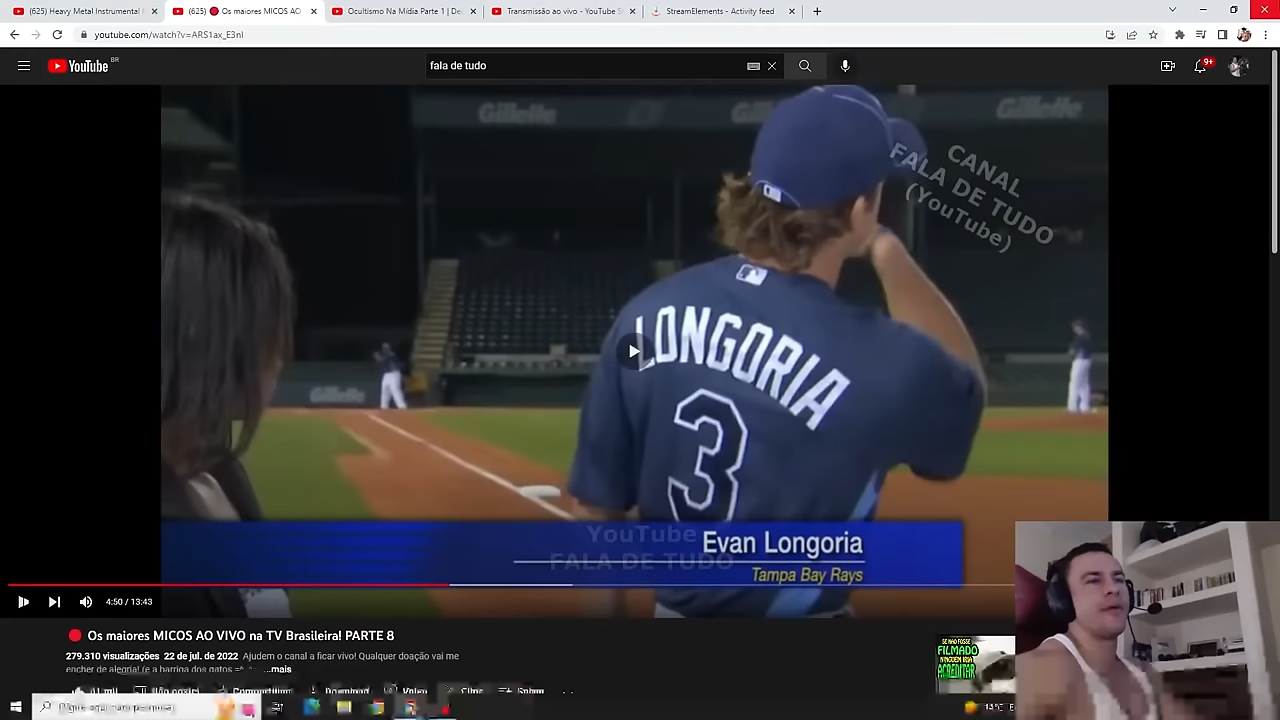 (625) Heavy Metal Instrumental
(625) 🔴 Os maiores MICOS AO
Ocultismo Na Mídia Parte 1 | De
Transmissão ao vivo - YouTube S
StreamElements - Activity feed
youtube.com/watch?v=ARS1ax_E3nI
YouTube BR
fala de tudo
9+
Gillette
Gillette
CANAL
FALA DE TUDO
(YouTube)
LONGORIA
3
Gillette
YouTube
FALA DE TUDO
Evan Longoria
Tampa Bay Rays
4:50 / 13:43
🔴 Os maiores MICOS AO VIVO na TV Brasileira! PARTE 8
279.310 visualizações 22 de jul. de 2022 Ajudem o canal a ficar vivo! Qualquer doação vai me
encher de alegria! (e a barriga dos gatos =^.^= ...mais
SE NÃO FOSSE
FILMADO
NINGUÉM IRIA
ACREDITAR
14°C